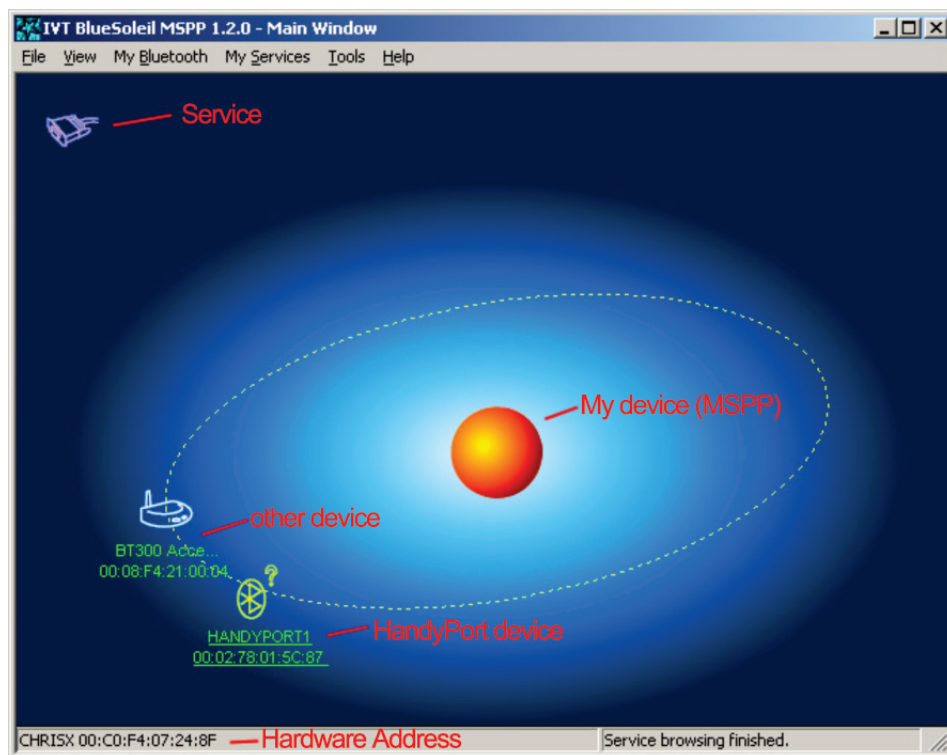 IVT BlueSoleil MSPP 1.2.0 - Main Window
File View My Bluetooth My Services Tools Help
Service
My device (MSPP)
other device
BT300 Acce...
00:08:F4:21:00:04
HANDYPORT1
HandyPort device
00:02:78:01:5C:87
CHRISX 00:C0:F4:07:24:8F
Hardware Address
Service browsing finished.